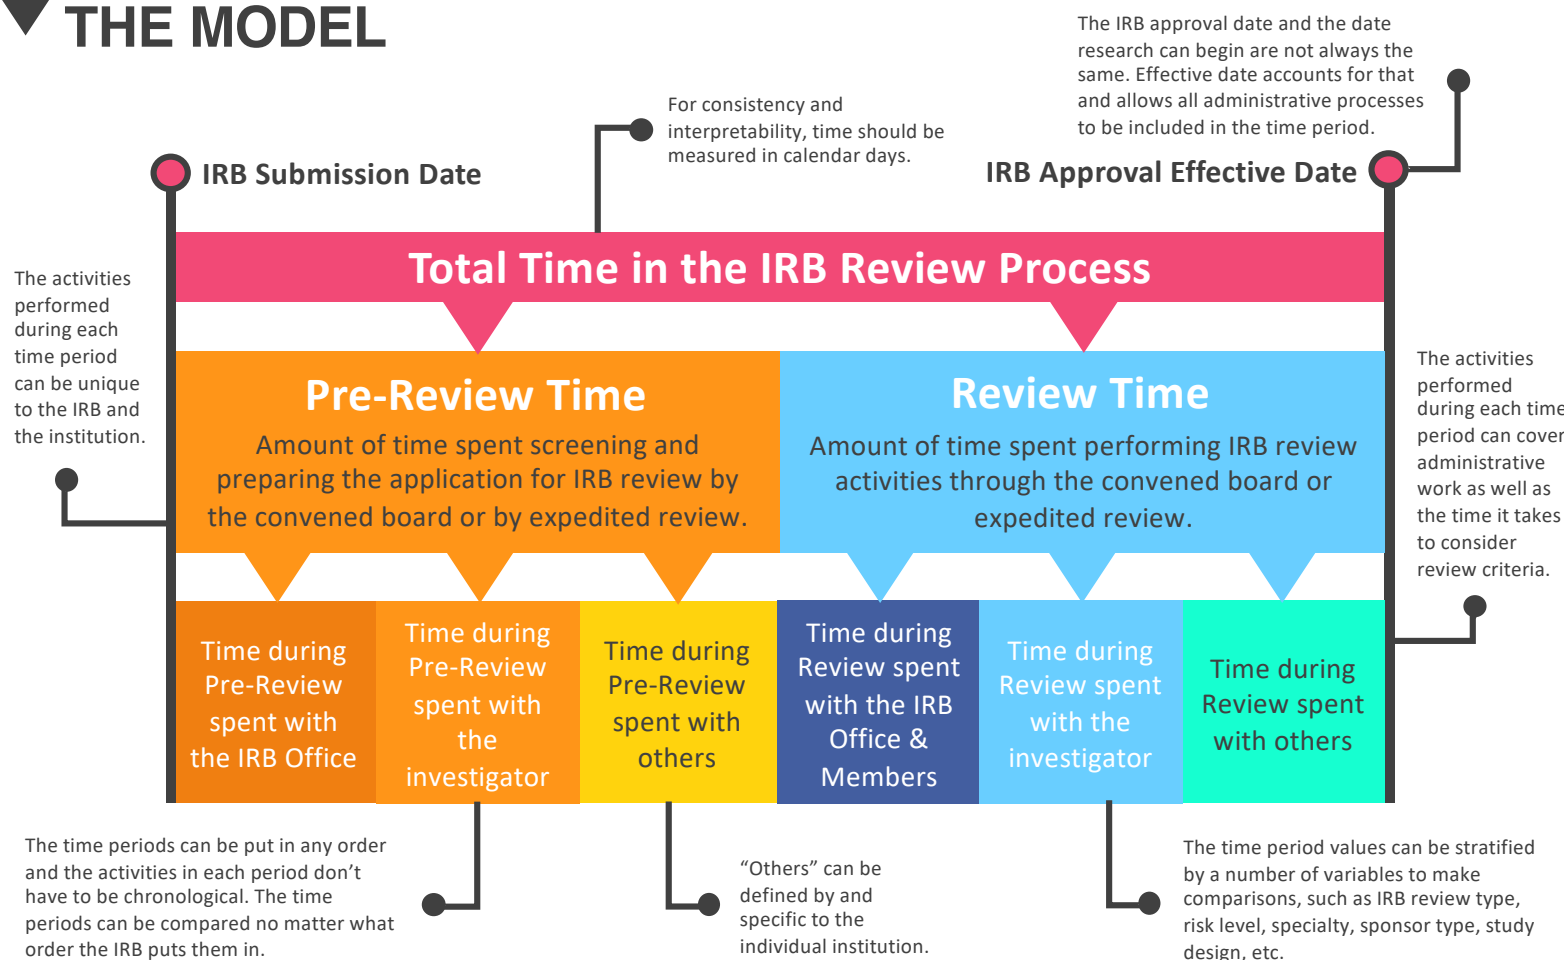 THE MODEL
The IRB approval date and the date
research can begin are not always the
same. Effective date accounts for that
and allows all administrative processes
to be included in the time period.
For consistency and
interpretability, time should be
measured in calendar days.
IRB Submission Date
IRB Approval Effective Date
Total Time in the IRB Review Process
The activities
performed
during each
time period
can be unique
to the IRB and
the institution.
Pre-Review Time
Amount of time spent screening and
preparing the application for IRB review by
the convened board or by expedited review.
Review Time
Amount of time spent performing IRB review
activities through the convened board or
expedited review.
The activities
performed
during each time
period can cover
administrative
work as well as
the time it takes
to consider
review criteria.
Time during
Pre-Review
spent with
the IRB Office
Time during
Pre-Review
spent with
the
investigator
Time during
Pre-Review
spent with
others
Time during
Review spent
with the IRB
Office &
Members
Time during
Review spent
with the
investigator
Time during
Review spent
with others
The time periods can be put in any order
and the activities in each period don’t
have to be chronological. The time
periods can be compared no matter what
order the IRB puts them in.
“Others” can be
defined by and
specific to the
individual institution.
The time period values can be stratified
by a number of variables to make
comparisons, such as IRB review type,
risk level, specialty, sponsor type, study
design, etc.